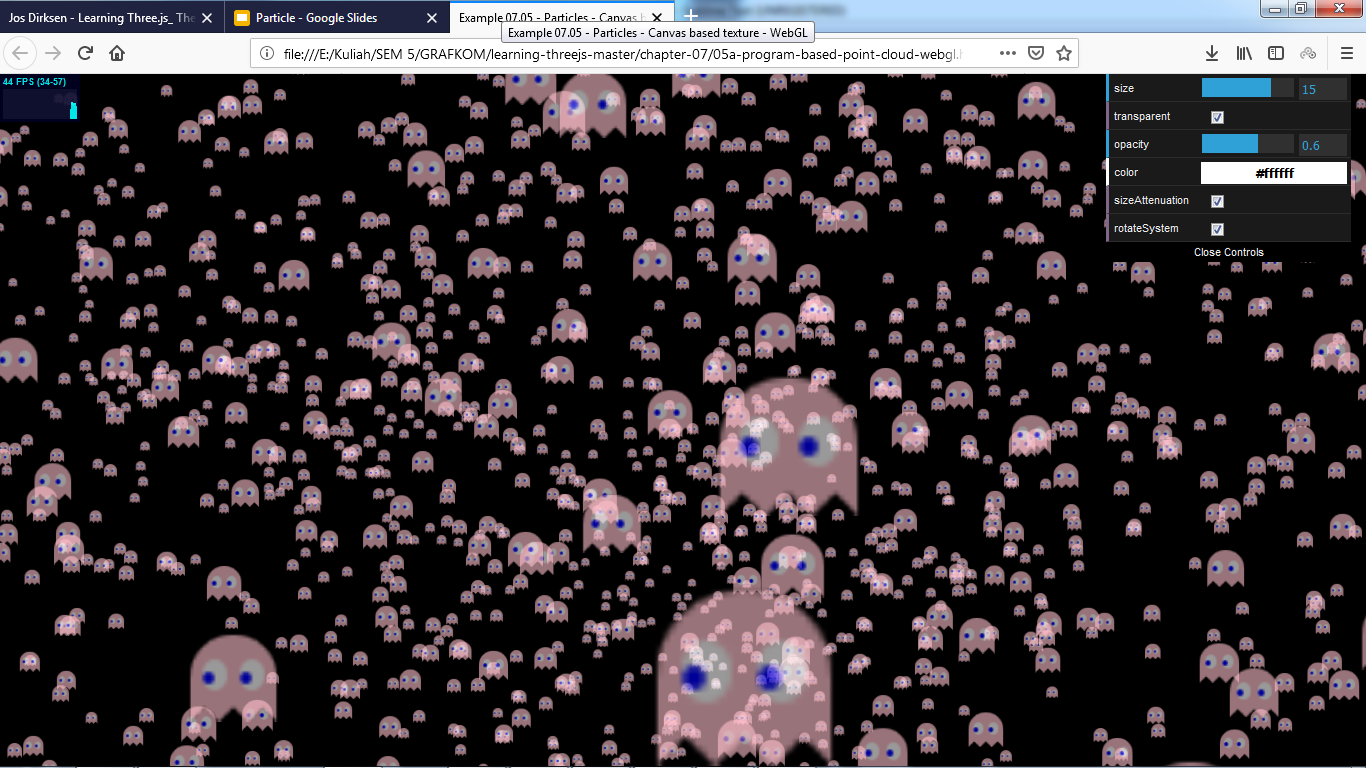 Jos Dirksen - Learning Three.js_ The
Particle - Google Slides
Example 07.05 - Particles - Canvas b
Example 07.05 - Particles - Canvas based texture - WebGL
file:///E:/Kuliah/SEM 5/GRAFKOM/learning-threejs-master/chapter-07/05a-program-based-point-cloud-webgl.h
44 FPS (34-57)
size
15
transparent
opacity
0.6
color
#ffffff
sizeAttenuation
rotateSystem
Close Controls